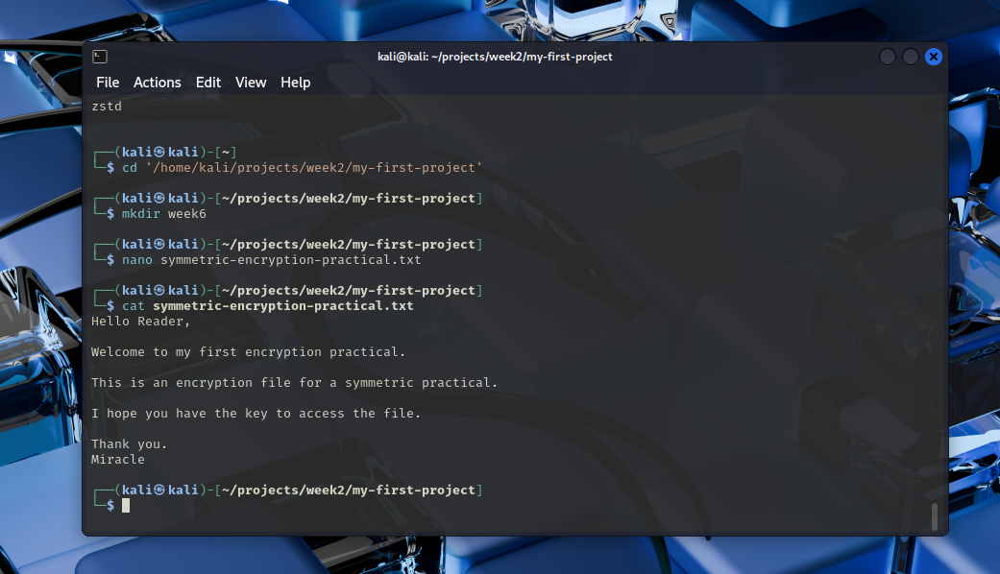 kali@kali: ~/projects/week2/my-first-project
File Actions Edit View Help
zstd
┌──(kali㉿kali)-[~]
└─$ cd '/home/kali/projects/week2/my-first-project'
┌──(kali㉿kali)-[~/projects/week2/my-first-project]
└─$ mkdir week6
┌──(kali㉿kali)-[~/projects/week2/my-first-project]
└─$ nano symmetric-encryption-practical.txt
┌──(kali㉿kali)-[~/projects/week2/my-first-project]
└─$ cat symmetric-encryption-practical.txt
Hello Reader,
Welcome to my first encryption practical.
This is an encryption file for a symmetric practical.
I hope you have the key to access the file.
Thank you.
Miracle
┌──(kali㉿kali)-[~/projects/week2/my-first-project]
└─$